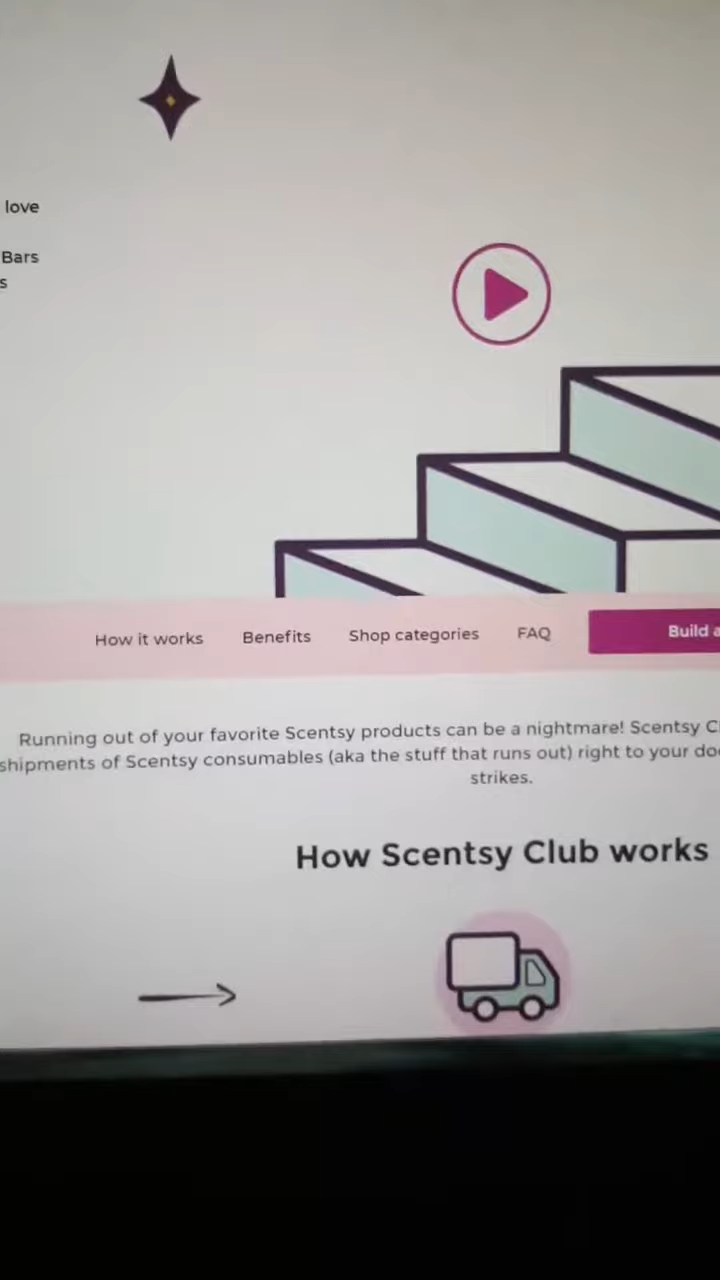 love
Bars
s
How it works Benefits Shop categories FAQ Build a
Running out of your favorite Scentsy products can be a nightmare! Scentsy Cl
shipments of Scentsy consumables (aka the stuff that runs out) right to your doo
strikes.
How Scentsy Club works